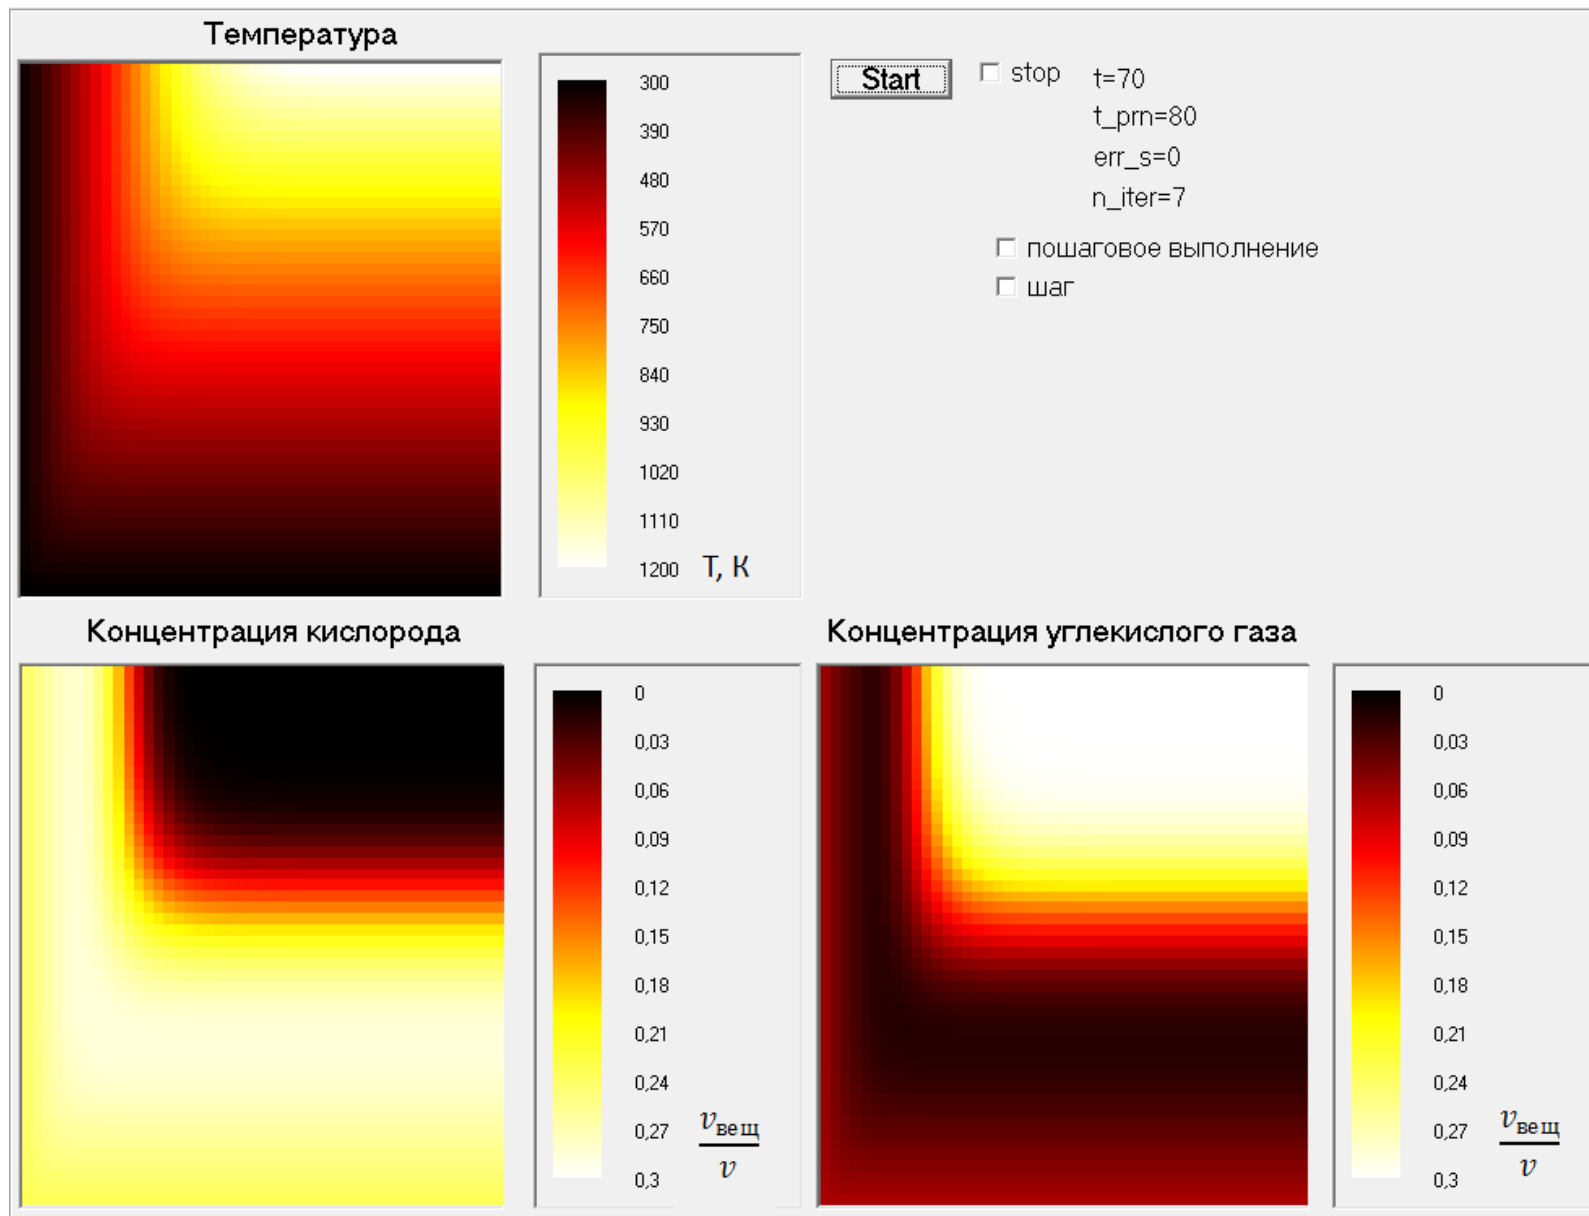 Температура
300
390
480
570
660
750
840
930
1020
1110
1200 T, K
Start
stop
t=70
t_prn=80
err_s=0
n_iter=7
пошаговое выполнение
шаг
Концентрация кислорода
0
0,03
0,06
0,09
0,12
0,15
0,18
0,21
0,24
0,27
0,3
v вещ
v
Концентрация углекислого газа
0
0,03
0,06
0,09
0,12
0,15
0,18
0,21
0,24
0,27
0,3
v вещ
v